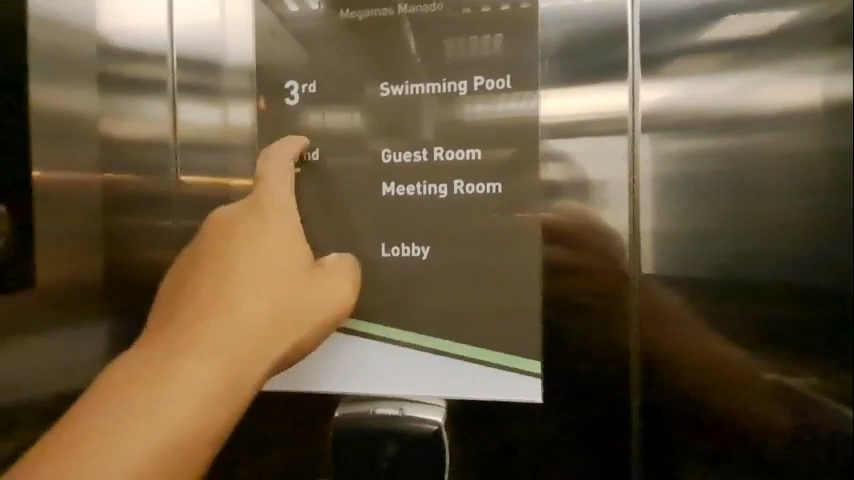 Megamas Manado
3rd Swimming Pool
nd Guest Room
Meeting Room
Lobby